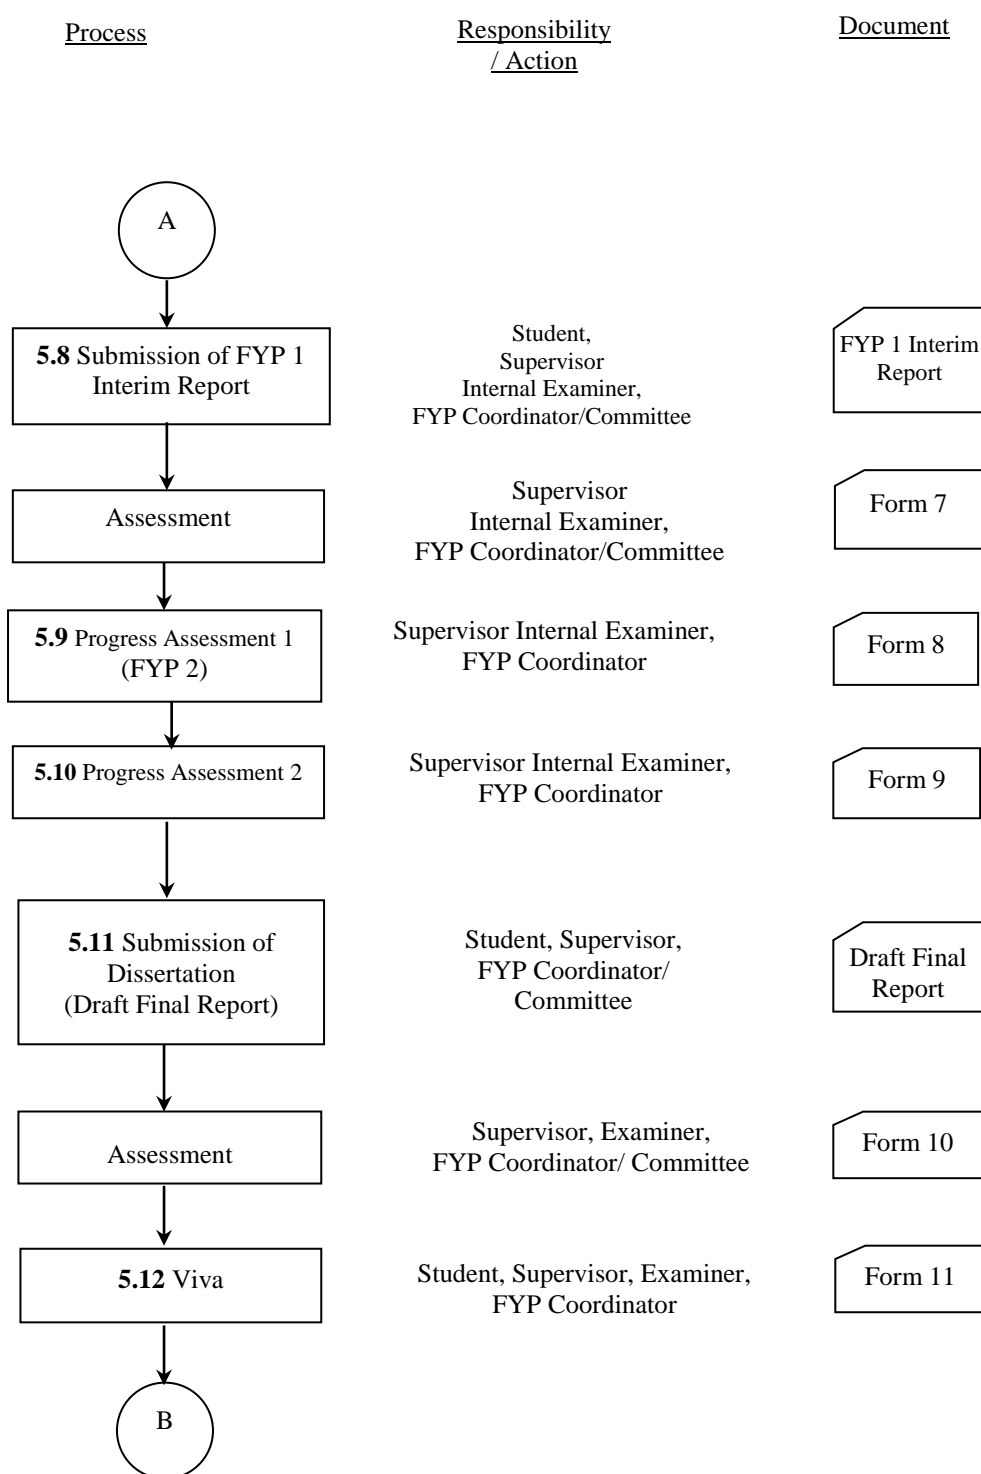 Process
Responsibility
/ Action
Document
A
5.8 Submission of FYP 1
Interim Report
Student,
Supervisor
Internal Examiner,
FYP Coordinator/Committee
FYP 1 Interim
Report
Assessment
Supervisor
Internal Examiner,
FYP Coordinator/Committee
Form 7
5.9 Progress Assessment 1
(FYP 2)
Supervisor Internal Examiner,
FYP Coordinator
Form 8
5.10 Progress Assessment 2
Supervisor Internal Examiner,
FYP Coordinator
Form 9
5.11 Submission of
Dissertation
(Draft Final Report)
Student, Supervisor,
FYP Coordinator/
Committee
Draft Final
Report
Assessment
Supervisor, Examiner,
FYP Coordinator/ Committee
Form 10
5.12 Viva
Student, Supervisor, Examiner,
FYP Coordinator
Form 11
B